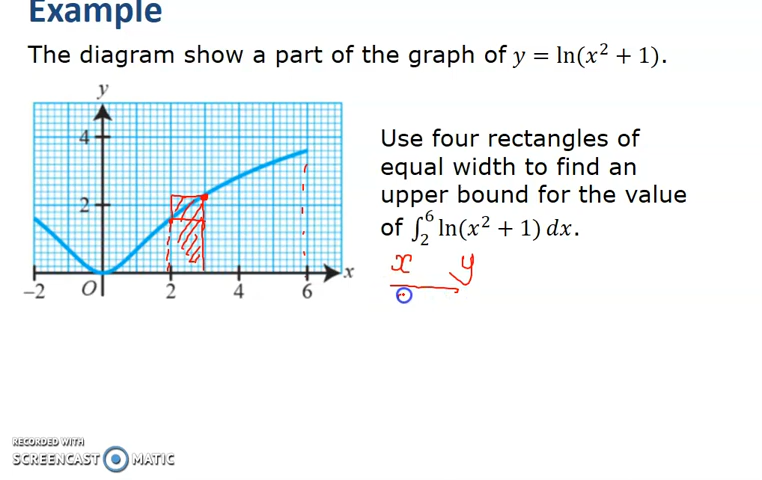 Example
The diagram show a part of the graph of y = ln(x² + 1).
y
4
2
−2
O
2
4
6
x
Use four rectangles of
equal width to find an
upper bound for the value
of ∫₂⁶ ln(x² + 1) dx.
x y
RECORDED WITH
SCREENCAST MATIC